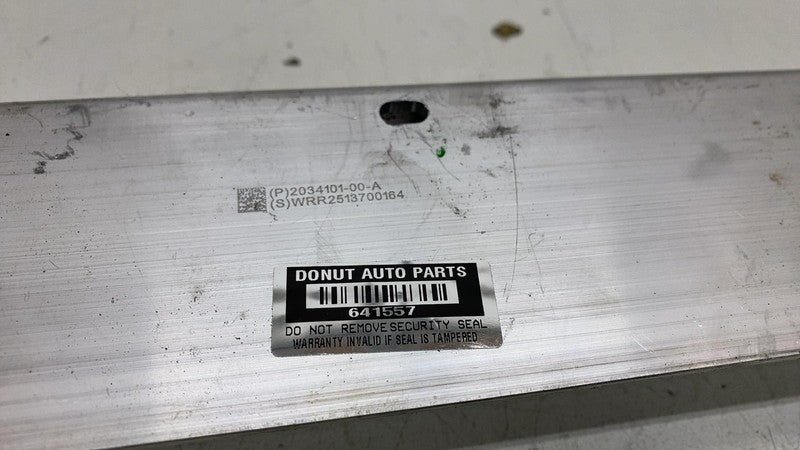 (P)2034101-00-A
(S)WRR2513700164
DONUT AUTO PARTS
641557
DO NOT REMOVE SECURITY SEAL
WARRANTY INVALID IF SEAL IS TAMPERED